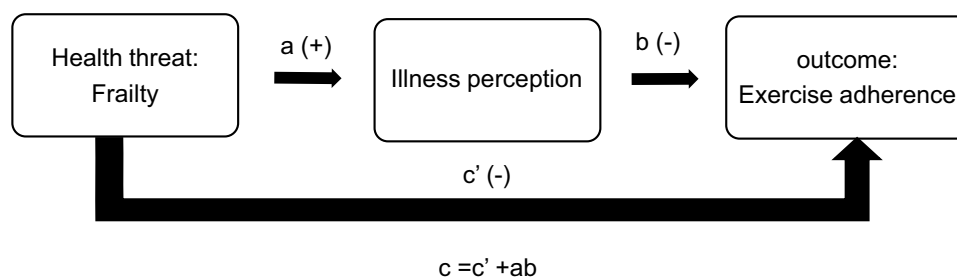 Health threat:
Frailty
a (+)
Illness perception
b (-)
outcome:
Exercise adherence
c’ (-)
c =c’ +ab